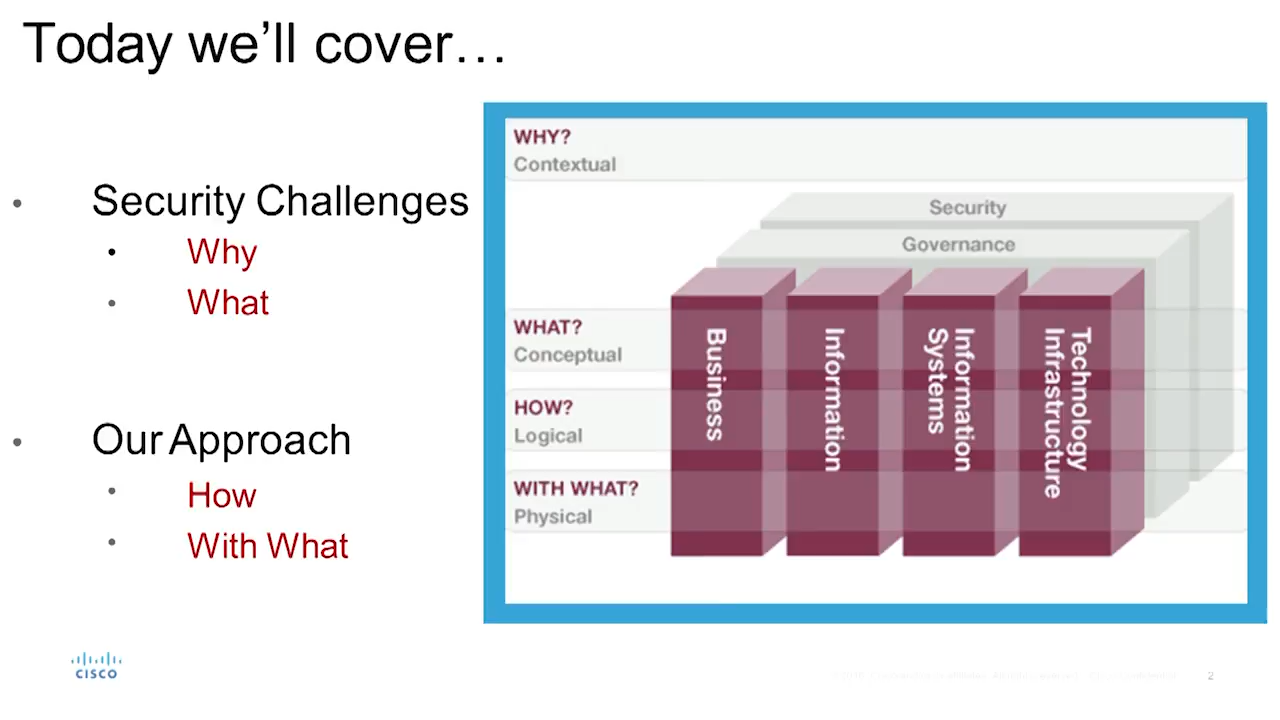 Today we'll cover…
• Security Challenges
• Why
• What
• Our Approach
• How
• With What
WHY?
Contextual
Security
Governance
WHAT?
Conceptual
HOW?
Logical
WITH WHAT?
Physical
Business
Information
Information
Systems
Technology
Infrastructure
CISCO
2